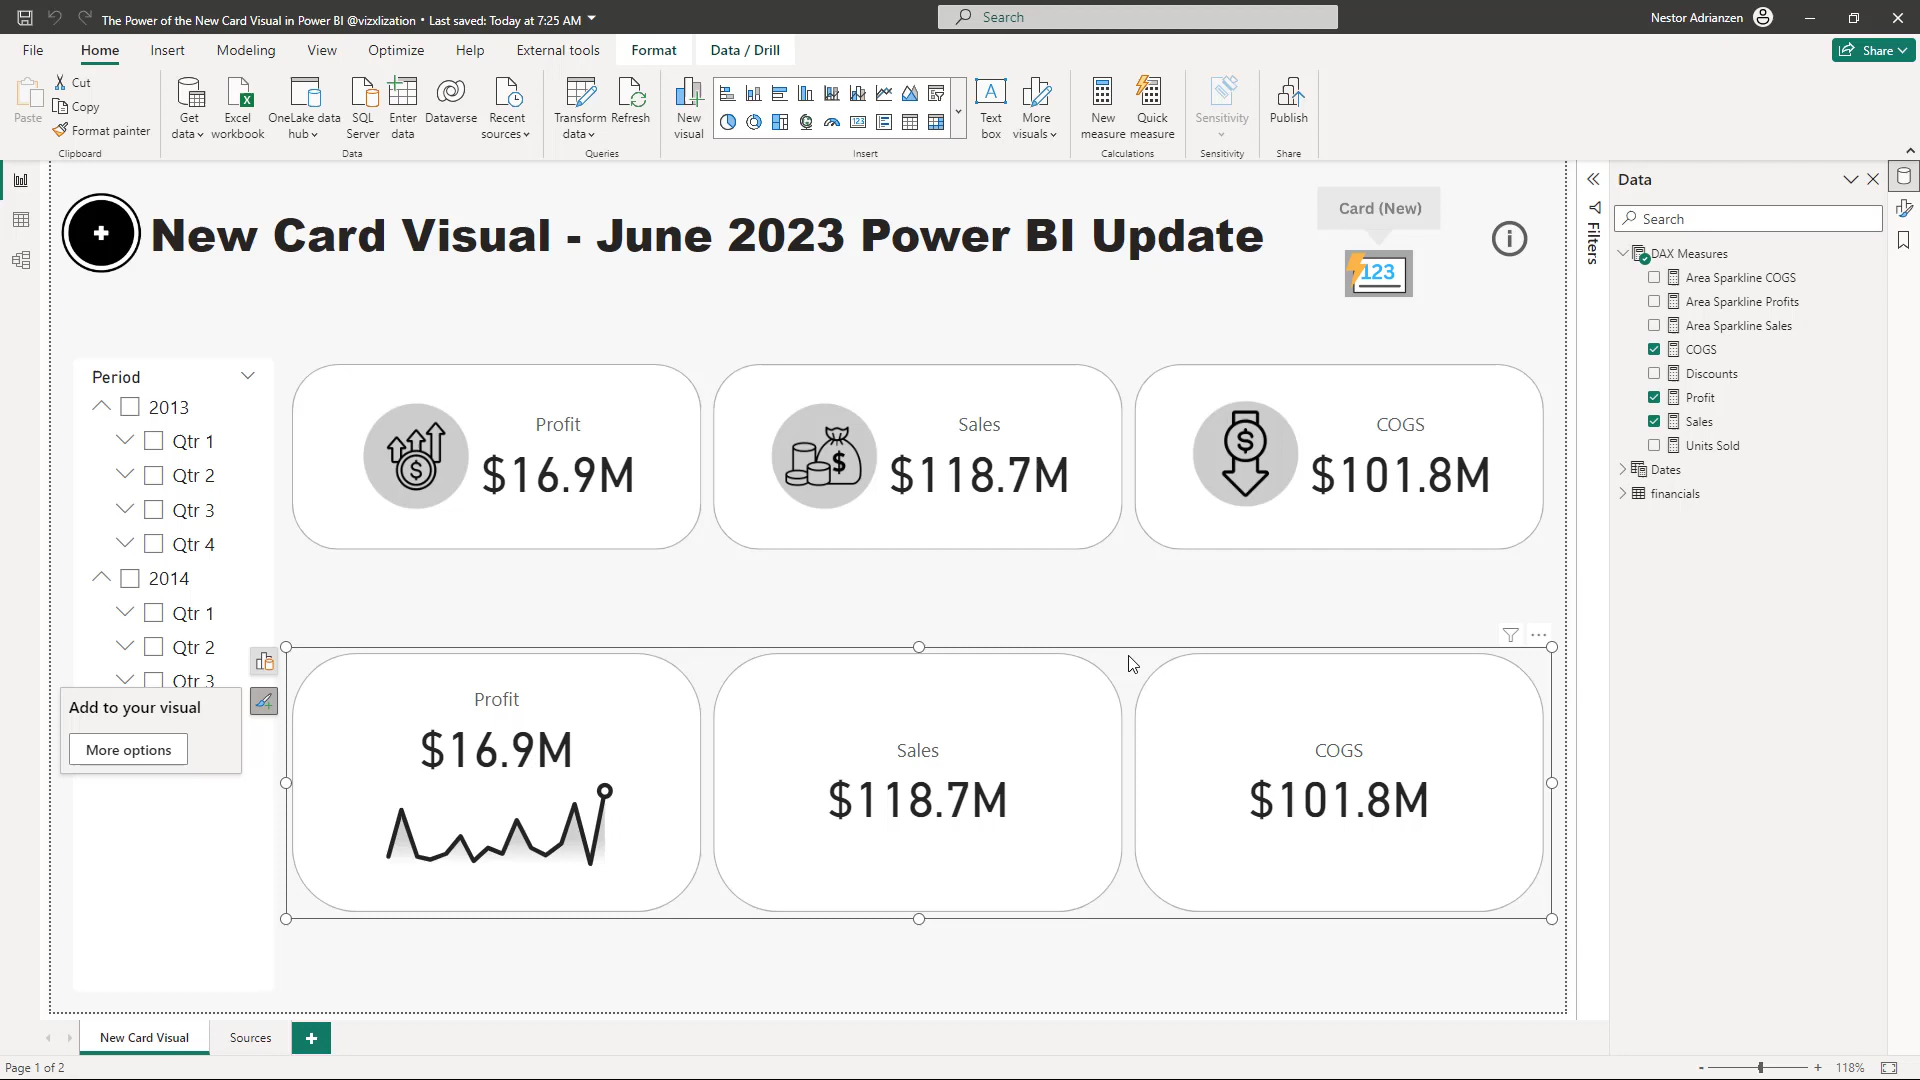 The Power of the New Card Visual in Power BI @vizxlization • Last saved: Today at 7:25 AM
Search
Nestor Adrianzen
File
Home
Insert
Modeling
View
Optimize
Help
External tools
Format
Data / Drill
Share
Paste
Cut
Copy
Format painter
Clipboard
Get data
Excel workbook
OneLake data hub
SQL Server
Enter data
Dataverse
Recent sources
Data
Transform data
Refresh
Queries
New visual
123
A
Text box
More visuals
Insert
New measure
Quick measure
Calculations
Sensitivity
Sensitivity
Publish
Share
New Card Visual - June 2023 Power BI Update
Card (New)
123
Period
2013
Qtr 1
Qtr 2
Qtr 3
Qtr 4
2014
Qtr 1
Qtr 2
Qtr 3
Add to your visual
More options
Profit
$16.9M
Sales
$118.7M
COGS
$101.8M
Profit
$16.9M
Sales
$118.7M
COGS
$101.8M
Filters
Data
Search
DAX Measures
Area Sparkline COGS
Area Sparkline Profits
Area Sparkline Sales
COGS
Discounts
Profit
Sales
Units Sold
Dates
financials
New Card Visual
Sources
Page 1 of 2
118%